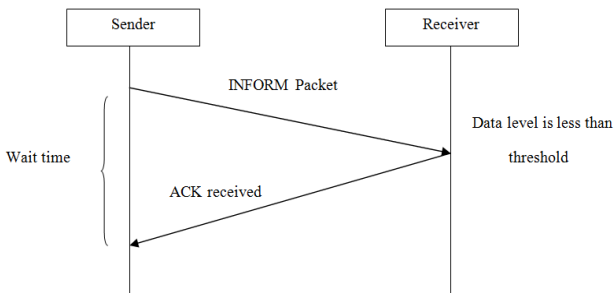 Sender
Receiver
INFORM Packet
Data level is less than
threshold
Wait time
ACK received